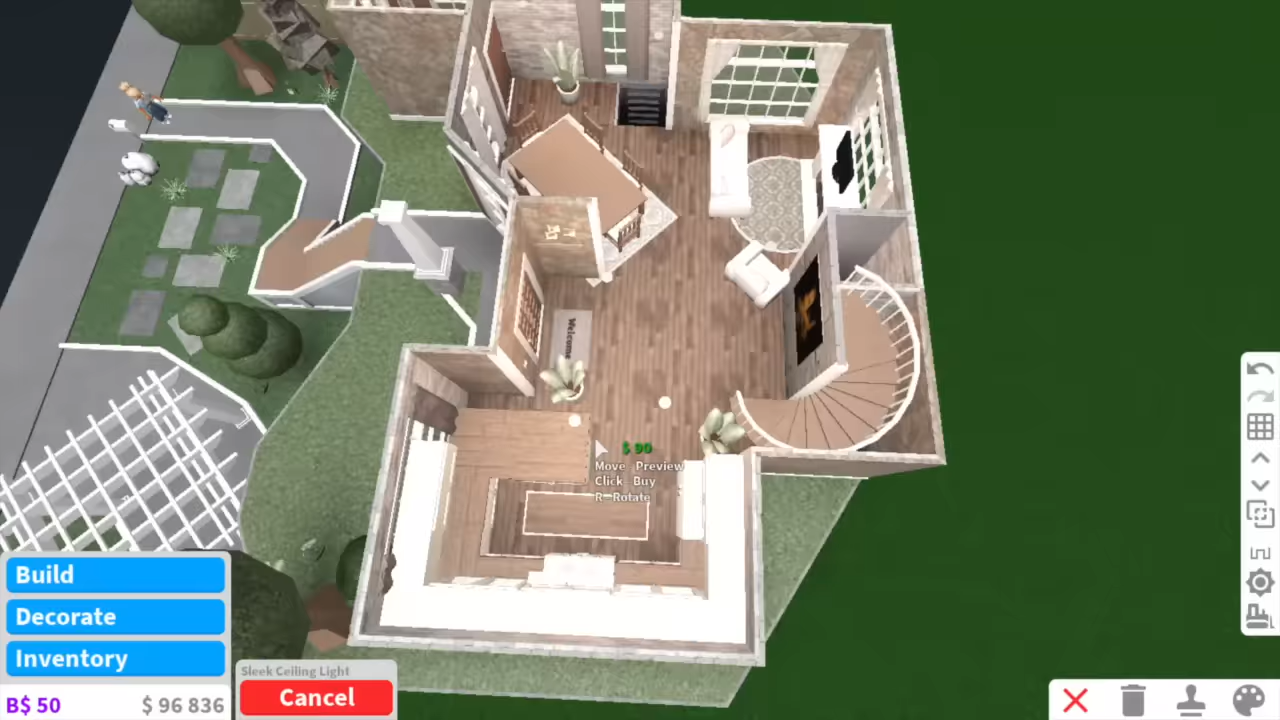 Welcome
$ 90
Move Preview
Click Buy
R Rotate
Build
Decorate
Inventory
B$ 50
$ 96 836
Sleek Ceiling Light
Cancel